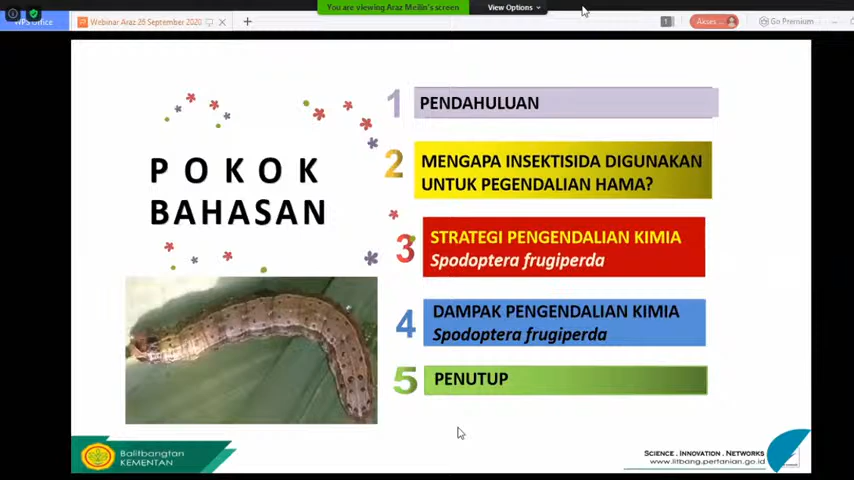 You are viewing Araz Meilin's screen
View Options
WPS Office
Webinar Araz 26 September 2020
1
Go Premium
POKOK
BAHASAN
1 PENDAHULUAN
2 MENGAPA INSEKTISIDA DIGUNAKAN
UNTUK PEGENDALIAN HAMA?
3 STRATEGI PENGENDALIAN KIMIA
Spodoptera frugiperda
4 DAMPAK PENGENDALIAN KIMIA
Spodoptera frugiperda
5 PENUTUP
Balitbangtan
KEMENTAN
SCIENCE . INNOVATION . NETWORKS
www.litbang.pertanian.go.id